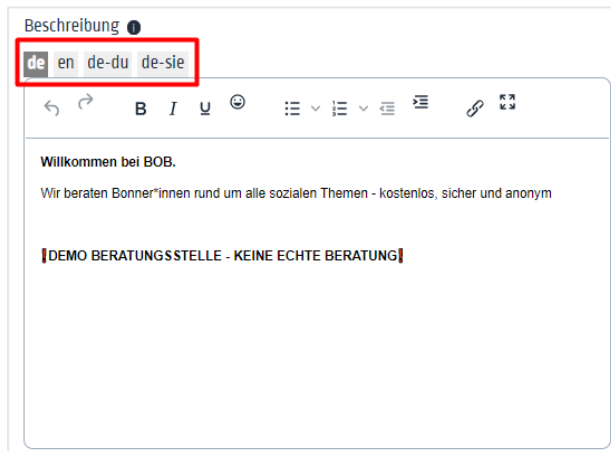 Beschreibung
de en de-du de-sie
B I U
Willkommen bei BOB.
Wir beraten Bonner*innen rund um alle sozialen Themen - kostenlos, sicher und anonym
❗DEMO BERATUNGSSTELLE - KEINE ECHTE BERATUNG❗